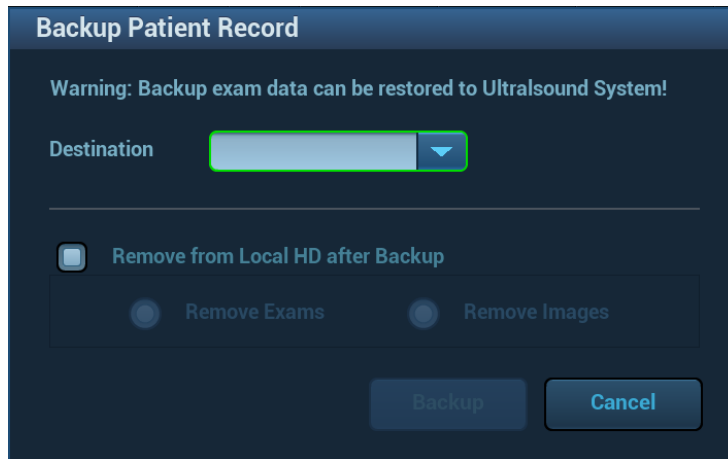 Backup Patient Record
Warning: Backup exam data can be restored to Ultralsound System!
Destination
Remove from Local HD after Backup
Remove Exams Remove Images
Backup Cancel